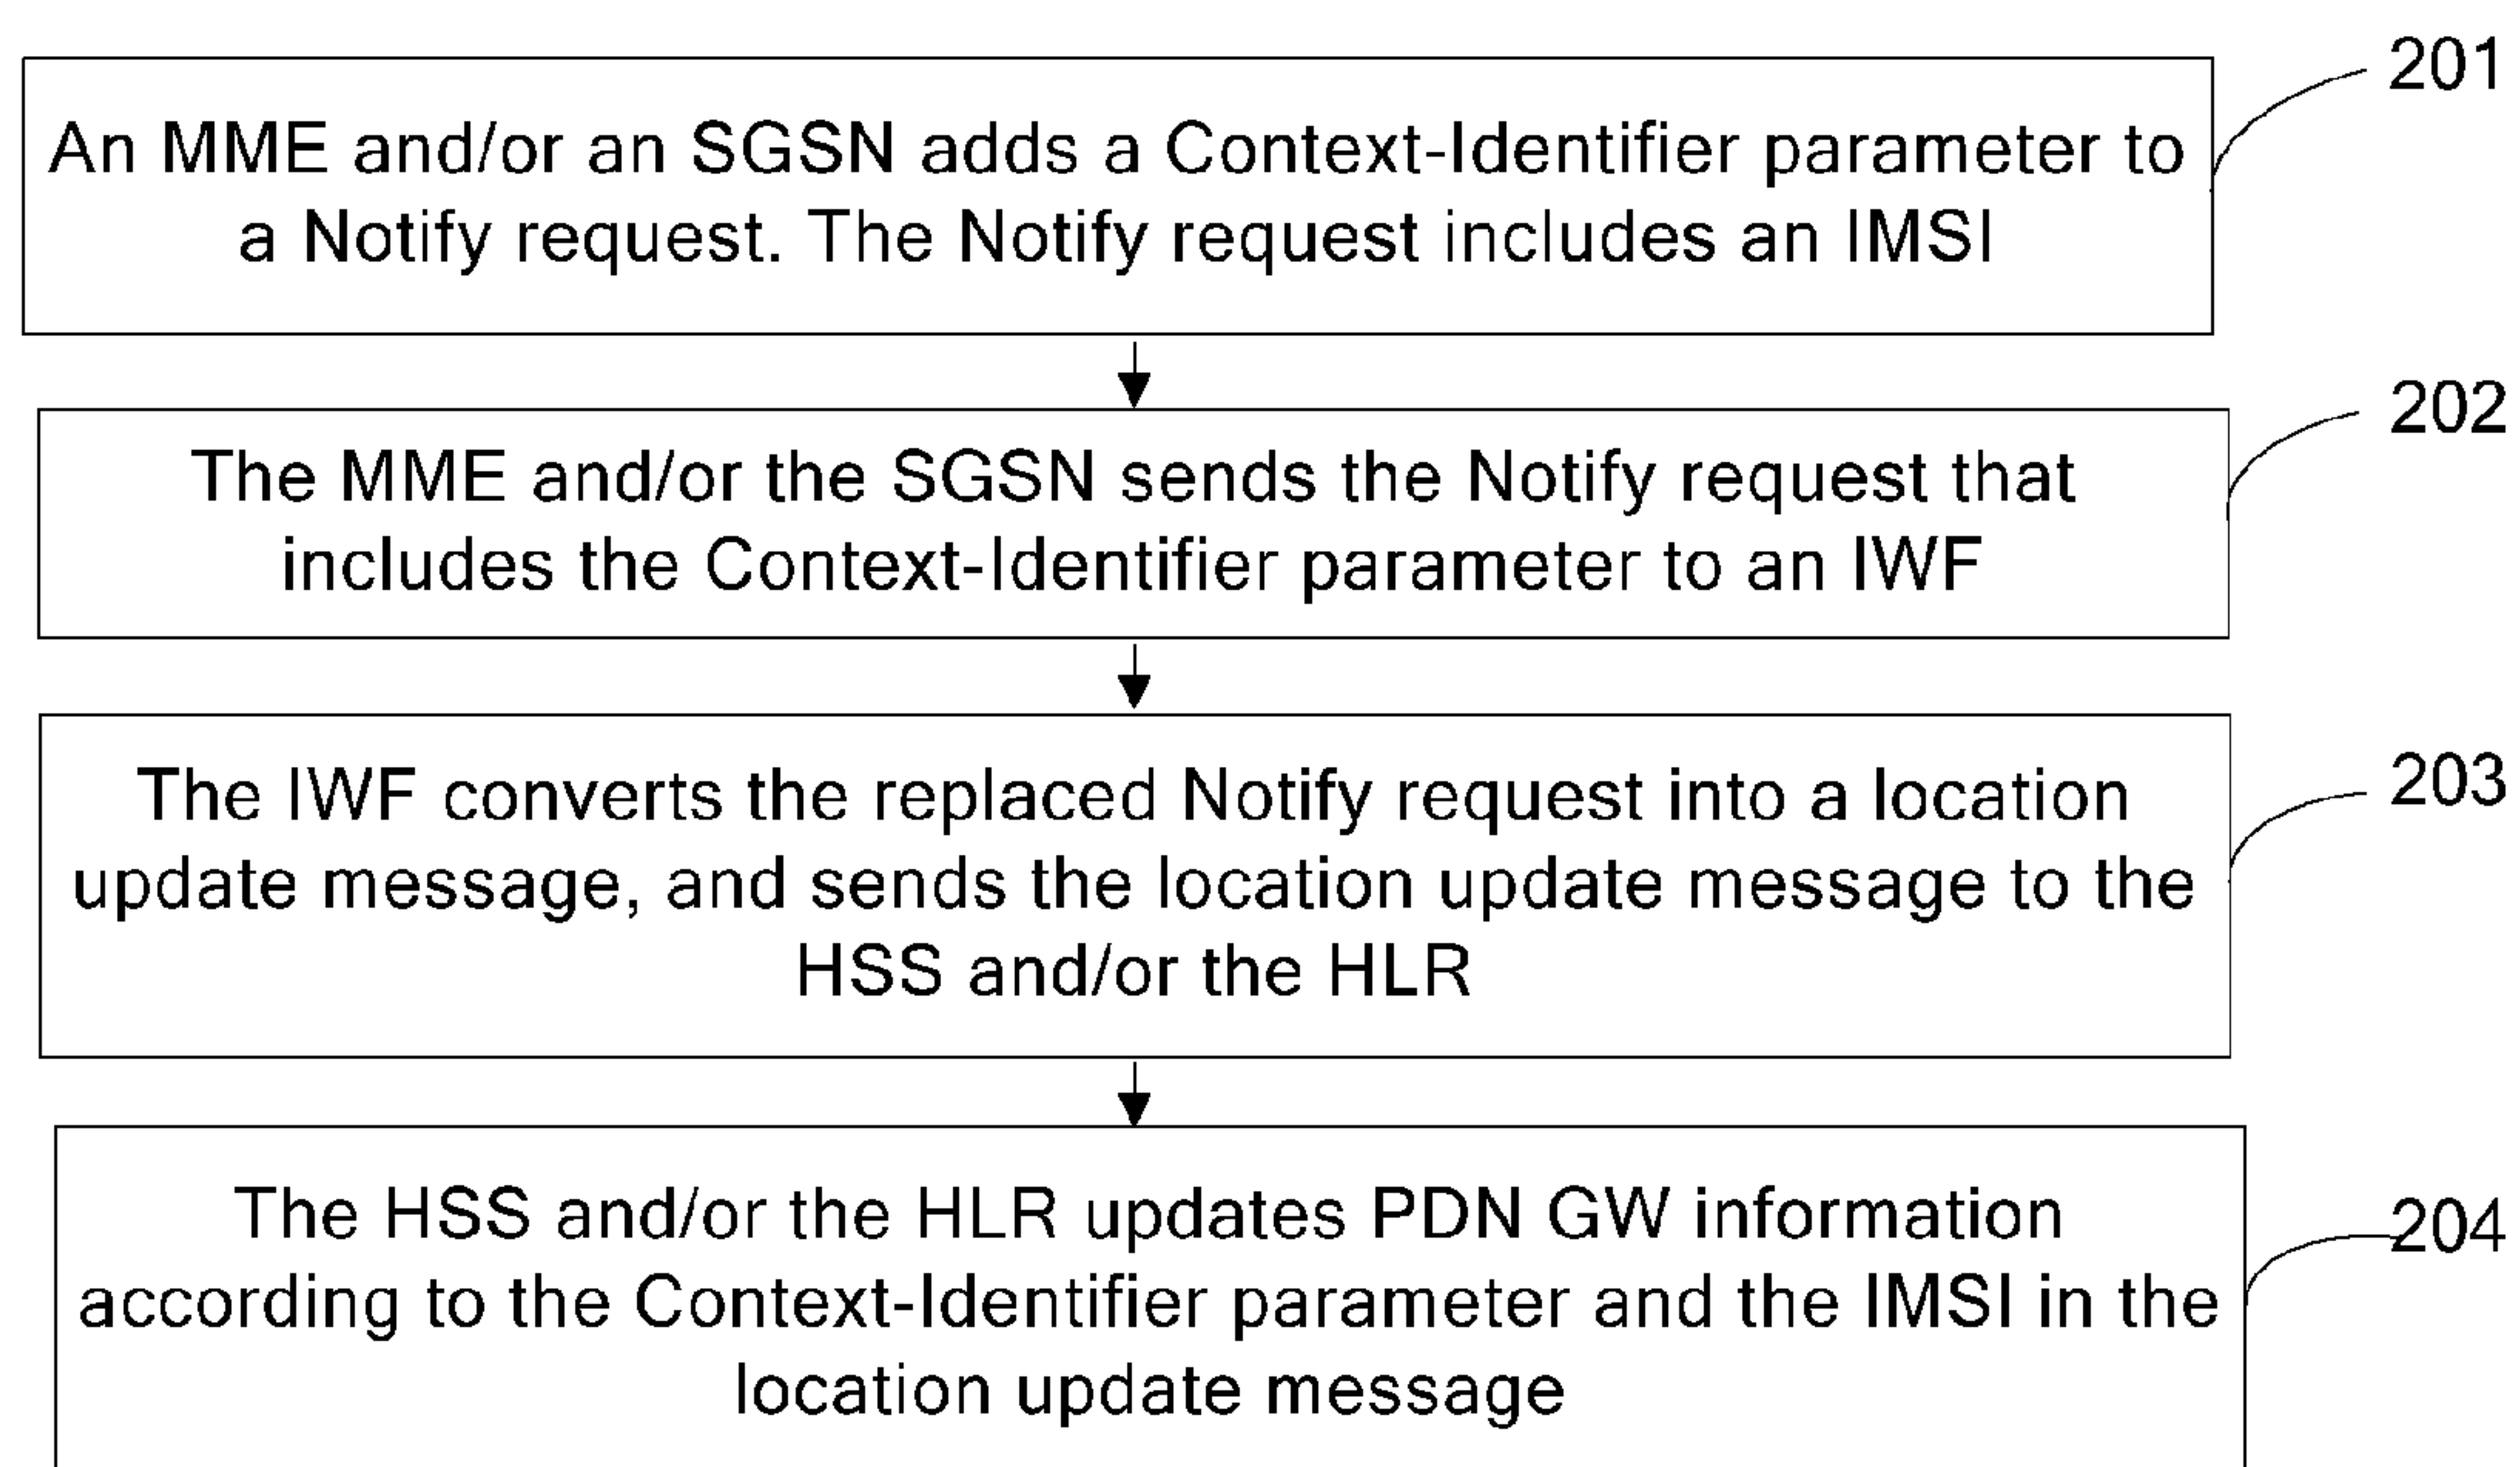 201
An MME and/or an SGSN adds a Context-Identifier parameter to
a Notify request. The Notify request includes an IMSI
202
The MME and/or the SGSN sends the Notify request that
includes the Context-Identifier parameter to an IWF
203
The IWF converts the replaced Notify request into a location
update message, and sends the location update message to the
HSS and/or the HLR
204
The HSS and/or the HLR updates PDN GW information
according to the Context-Identifier parameter and the IMSI in the
location update message